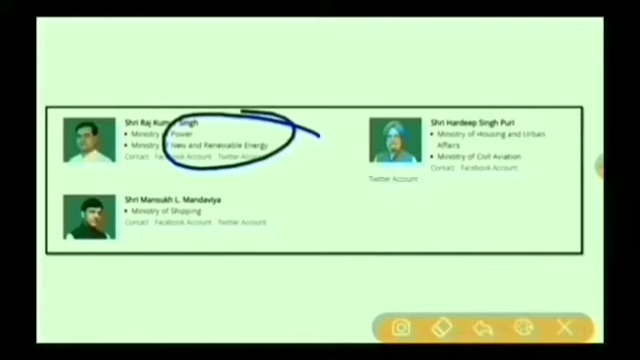 Shri Raj Kumar Singh
Ministry of Power
Ministry of New and Renewable Energy
Contact Facebook Account Twitter Account
Shri Hardeep Singh Puri
Ministry of Housing and Urban
Affairs
Ministry of Civil Aviation
Contact Facebook Account
Twitter Account
Shri Mansukh L. Mandaviya
Ministry of Shipping
Contact Facebook Account Twitter Account